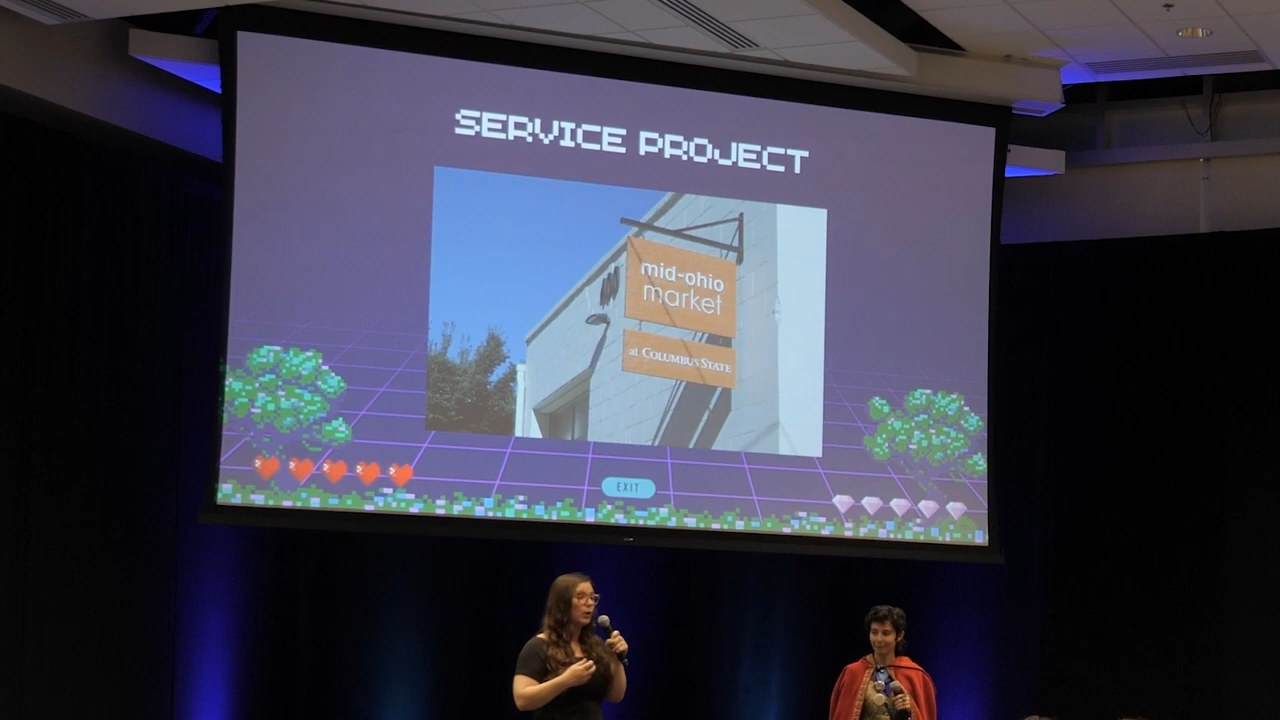 SERVICE PROJECT
mid-ohio
market
at COLUMBUS STATE
EXIT